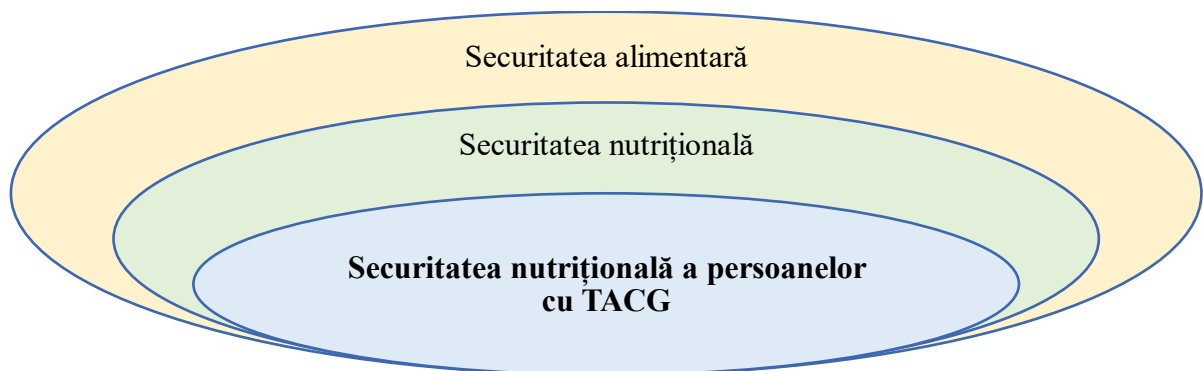 Securitatea alimentară
Securitatea nutrițională
Securitatea nutrițională a persoanelor
cu TACG